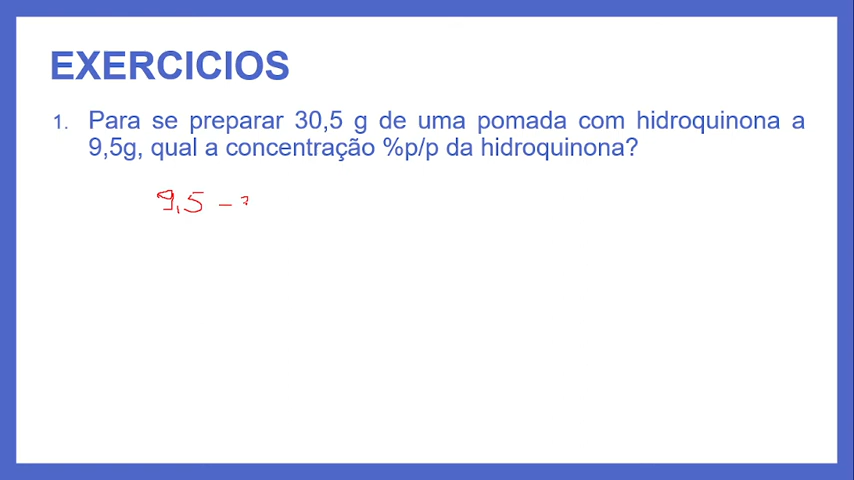 EXERCICIOS
1. Para se preparar 30,5 g de uma pomada com hidroquinona a
9,5g, qual a concentração %p/p da hidroquinona?
9,5 –